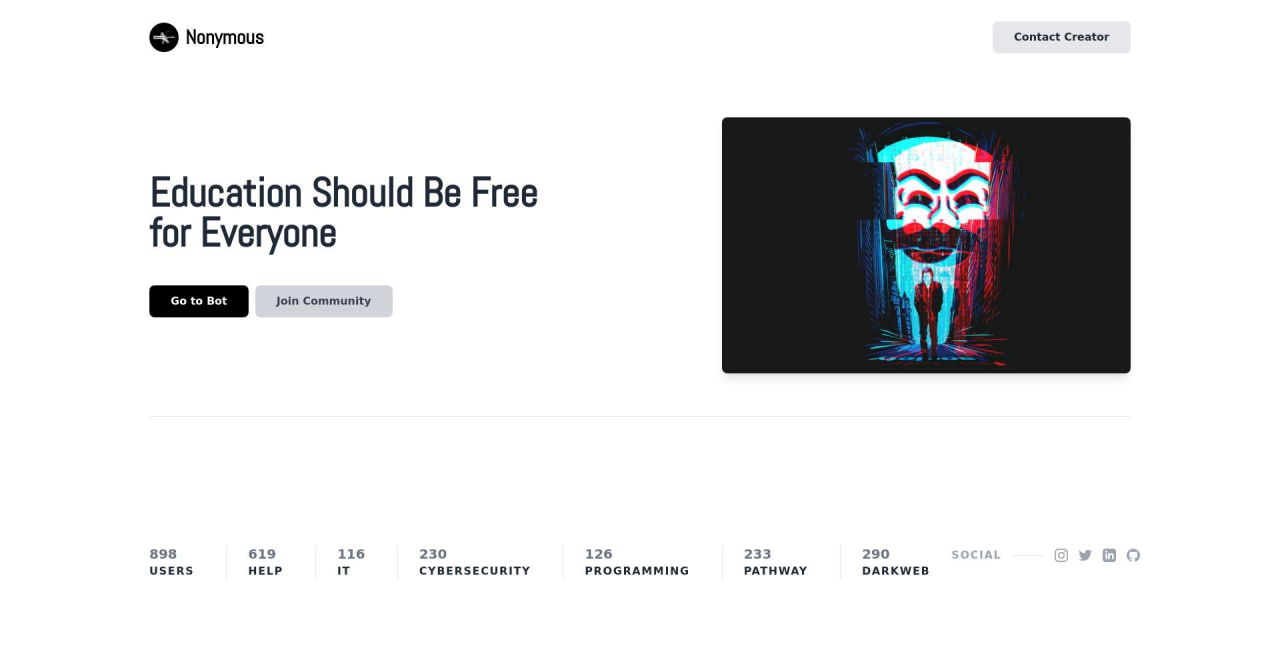 Nonymous
Contact Creator
Education Should Be Free
for Everyone
Go to Bot
Join Community
898
USERS
619
HELP
116
IT
230
CYBERSECURITY
126
PROGRAMMING
233
PATHWAY
290
DARKWEB
SOCIAL